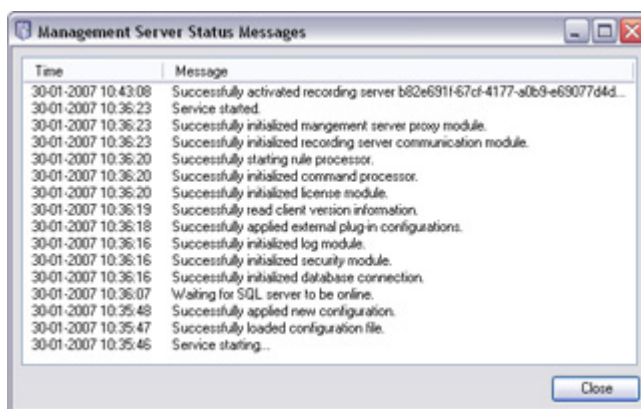 Management Server Status Messages
Time Message
30-01-2007 10:43:08 Successfully activated recording server b82e691f-67cf-4177-a0b9-e69077d4d...
30-01-2007 10:36:23 Service started.
30-01-2007 10:36:23 Successfully initialized mangement server proxy module.
30-01-2007 10:36:23 Successfully initialized recording server communication module.
30-01-2007 10:36:20 Successfully starting rule processor.
30-01-2007 10:36:20 Successfully initialized command processor.
30-01-2007 10:36:20 Successfully initialized license module.
30-01-2007 10:36:19 Successfully read client version information.
30-01-2007 10:36:18 Successfully applied external plug-in configurations.
30-01-2007 10:36:16 Successfully initialized log module.
30-01-2007 10:36:16 Successfully initialized security module.
30-01-2007 10:36:16 Successfully initialized database connection.
30-01-2007 10:36:07 Waiting for SQL server to be online.
30-01-2007 10:35:48 Successfully applied new configuration.
30-01-2007 10:35:47 Successfully loaded configuration file.
30-01-2007 10:35:46 Service starting...
Close